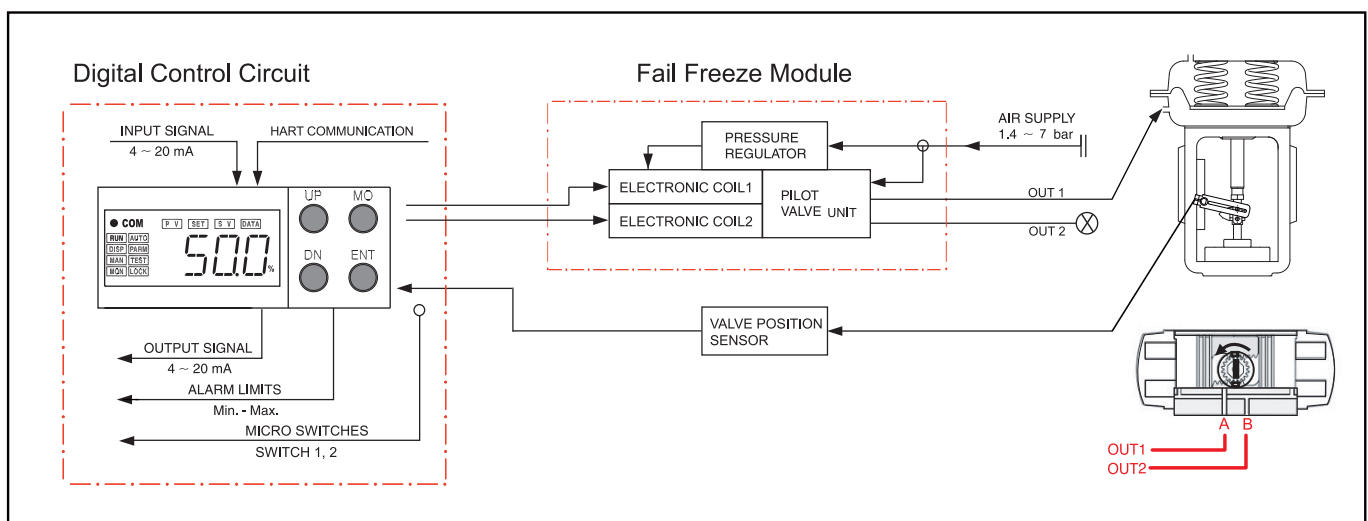 Digital Control Circuit
INPUT SIGNAL
4 ~ 20 mA
HART COMMUNICATION
COM
P V SET S V DATA
RUN AUTO
DISP PARM
MAN TEST
MON LOCK
50.0 %
UP MO
DN ENT
OUTPUT SIGNAL
4 ~ 20 mA
ALARM LIMITS
Min. - Max.
MICRO SWITCHES
SWITCH 1, 2
Fail Freeze Module
PRESSURE
REGULATOR
ELECTRONIC COIL1
ELECTRONIC COIL2
PILOT
VALVE UNIT
AIR SUPPLY
1.4 ~ 7 bar
OUT 1
OUT 2
VALVE POSITION
SENSOR
A B
OUT1
OUT2